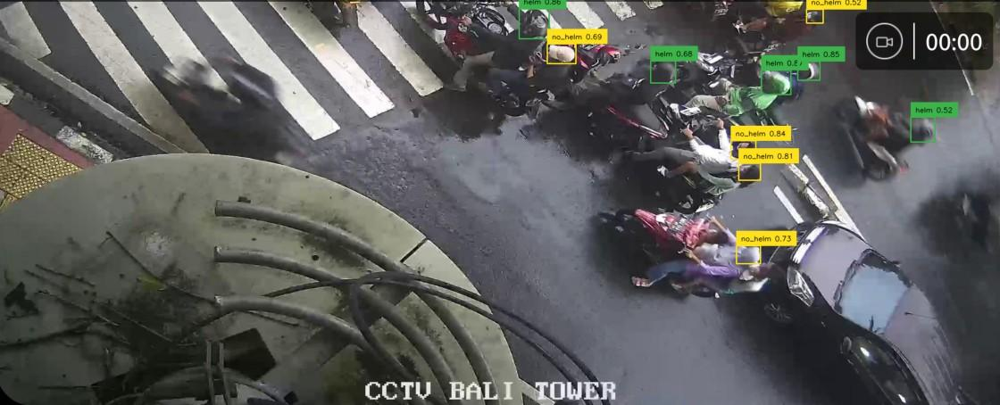 helm 0.86
no_helm 0.52
no_helm 0.69
helm 0.68
helm 0.85
00:00
helm 0.52
no_helm 0.84
no_helm 0.81
no_helm 0.73
CCTV BALI TOWER